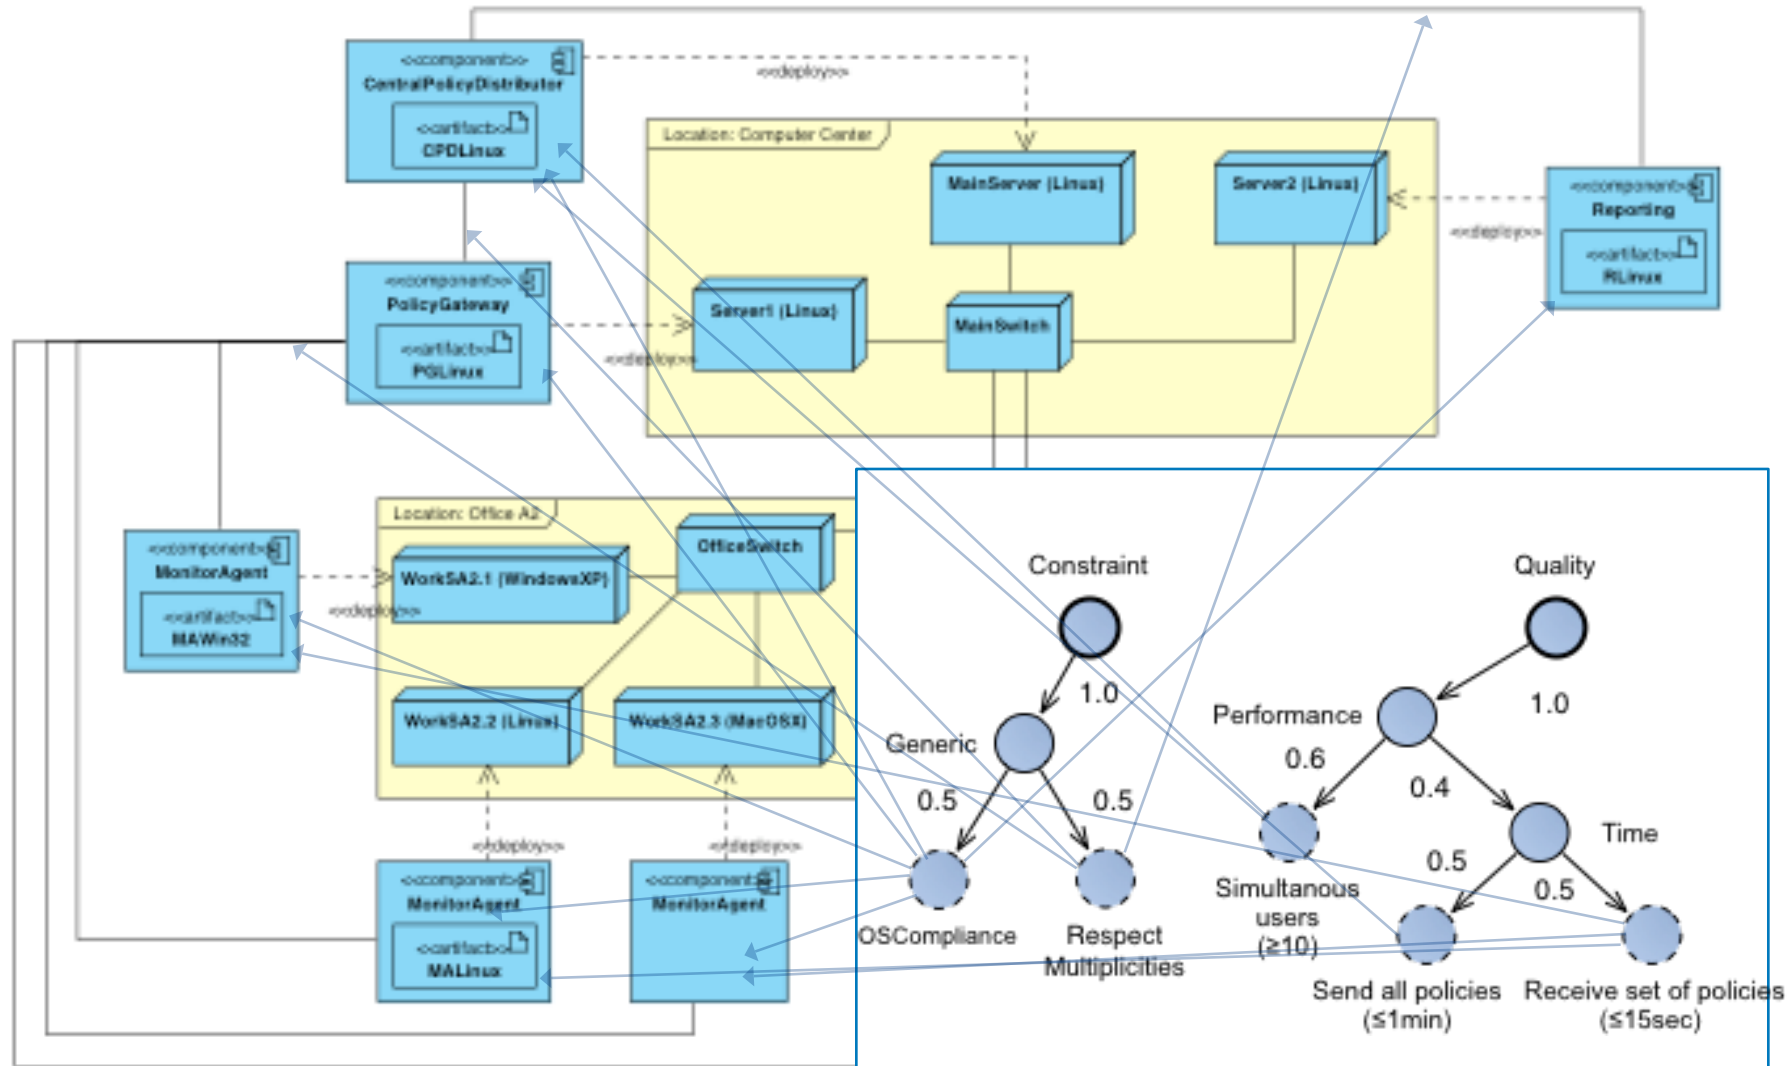 <<component>>
CentralPolicyDistributor
<<artifact>>
CPDLinux
<<deploy>>
Location: Computer Center
MainServer (Linux)
Server2 (Linux)
<<component>>
Reporting
<<artifact>>
RLinux
<<deploy>>
<<component>>
PolicyGateway
<<artifact>>
PGLinux
<<deploy>>
Server1 (Linux)
MainSwitch
Location: Office A2
OfficeSwitch
<<component>>
MonitorAgent
<<artifact>>
MAWin32
<<deploy>>
WorkSA2.1 (WindowsXP)
WorkSA2.2 (Linux)
WorkSA2.3 (MacOSX)
<<deploy>>
<<deploy>>
<<component>>
MonitorAgent
<<artifact>>
MALinux
<<component>>
MonitorAgent
Constraint
1.0
Generic
0.5
0.5
OSCompliance
Respect
Multiplicities
Quality
1.0
Performance
0.6
0.4
Time
0.5
0.5
Simultanous
users
(≥10)
Send all policies
(≤1min)
Receive set of policies
(≤15sec)